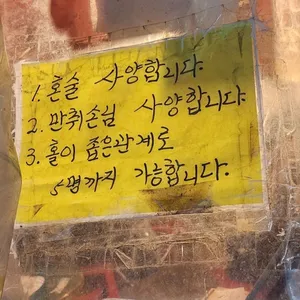 1. 혼술 사양합니다.
2. 만취손님 사양합니다.
3. 홀이 좁은관계로
5명까지 가능합니다.